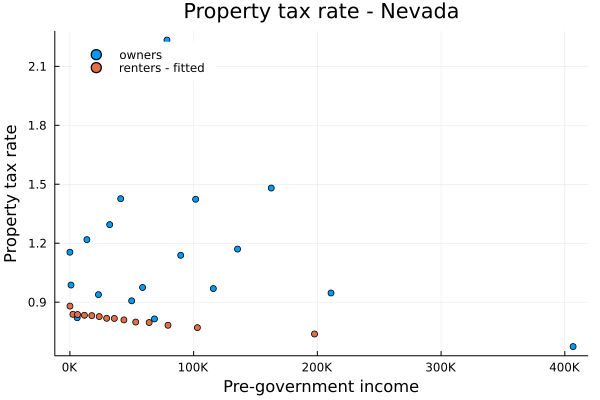 Property tax rate - Nevada
owners
renters - fitted
Property tax rate
2.1
1.8
1.5
1.2
0.9
0K
100K
200K
300K
400K
Pre-government income